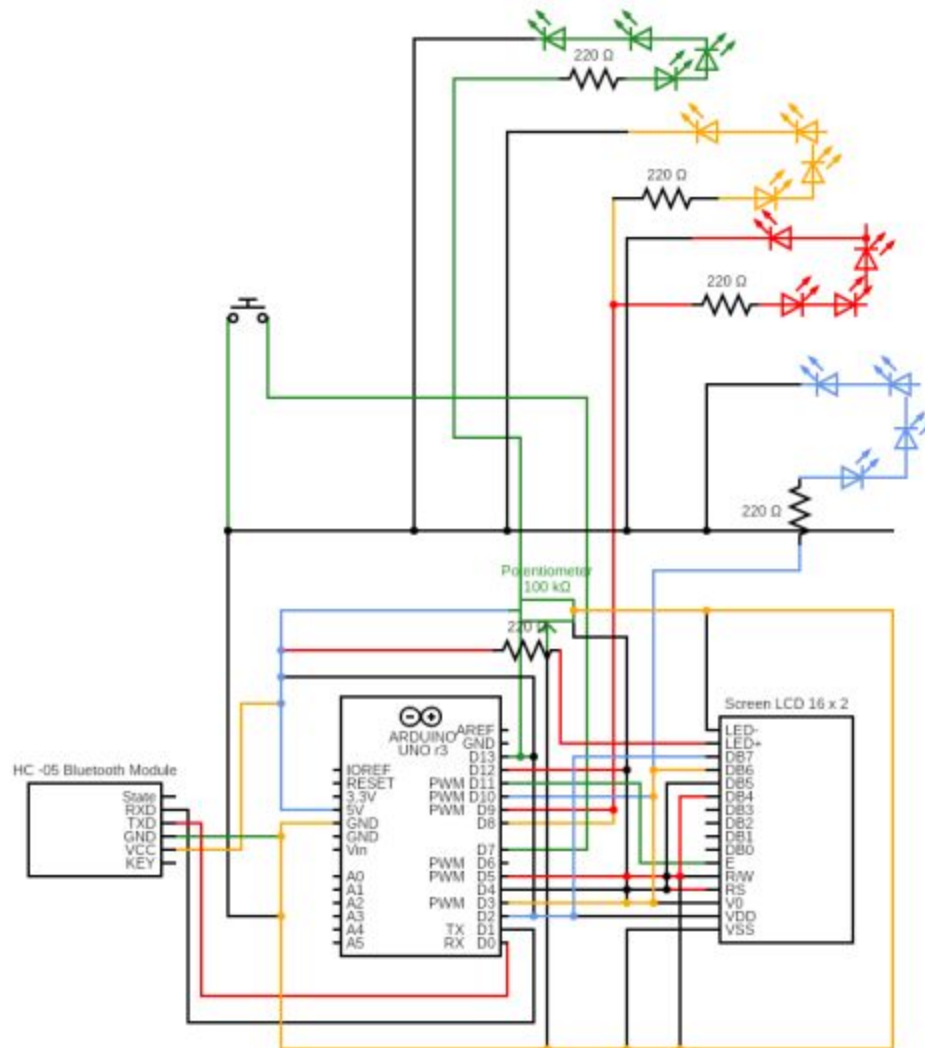 220 Ω
220 Ω
220 Ω
220 Ω
Potentiometer
100 kΩ
220 Ω
Screen LCD 16 x 2
LED-
LED+
DB7
DB6
DB5
DB4
DB3
DB2
DB1
DB0
E
R/W
RS
V0
VDD
VSS
ARDUINO
UNO r3
IOREF
RESET
3.3V
5V
GND
GND
Vin
A0
A1
A2
A3
A4
A5
AREF
GND
D13
D12
PWM D11
PWM D10
PWM D9
D8
D7
PWM D6
PWM D5
D4
PWM D3
D2
TX D1
RX D0
HC -05 Bluetooth Module
State
RXD
TXD
GND
VCC
KEY